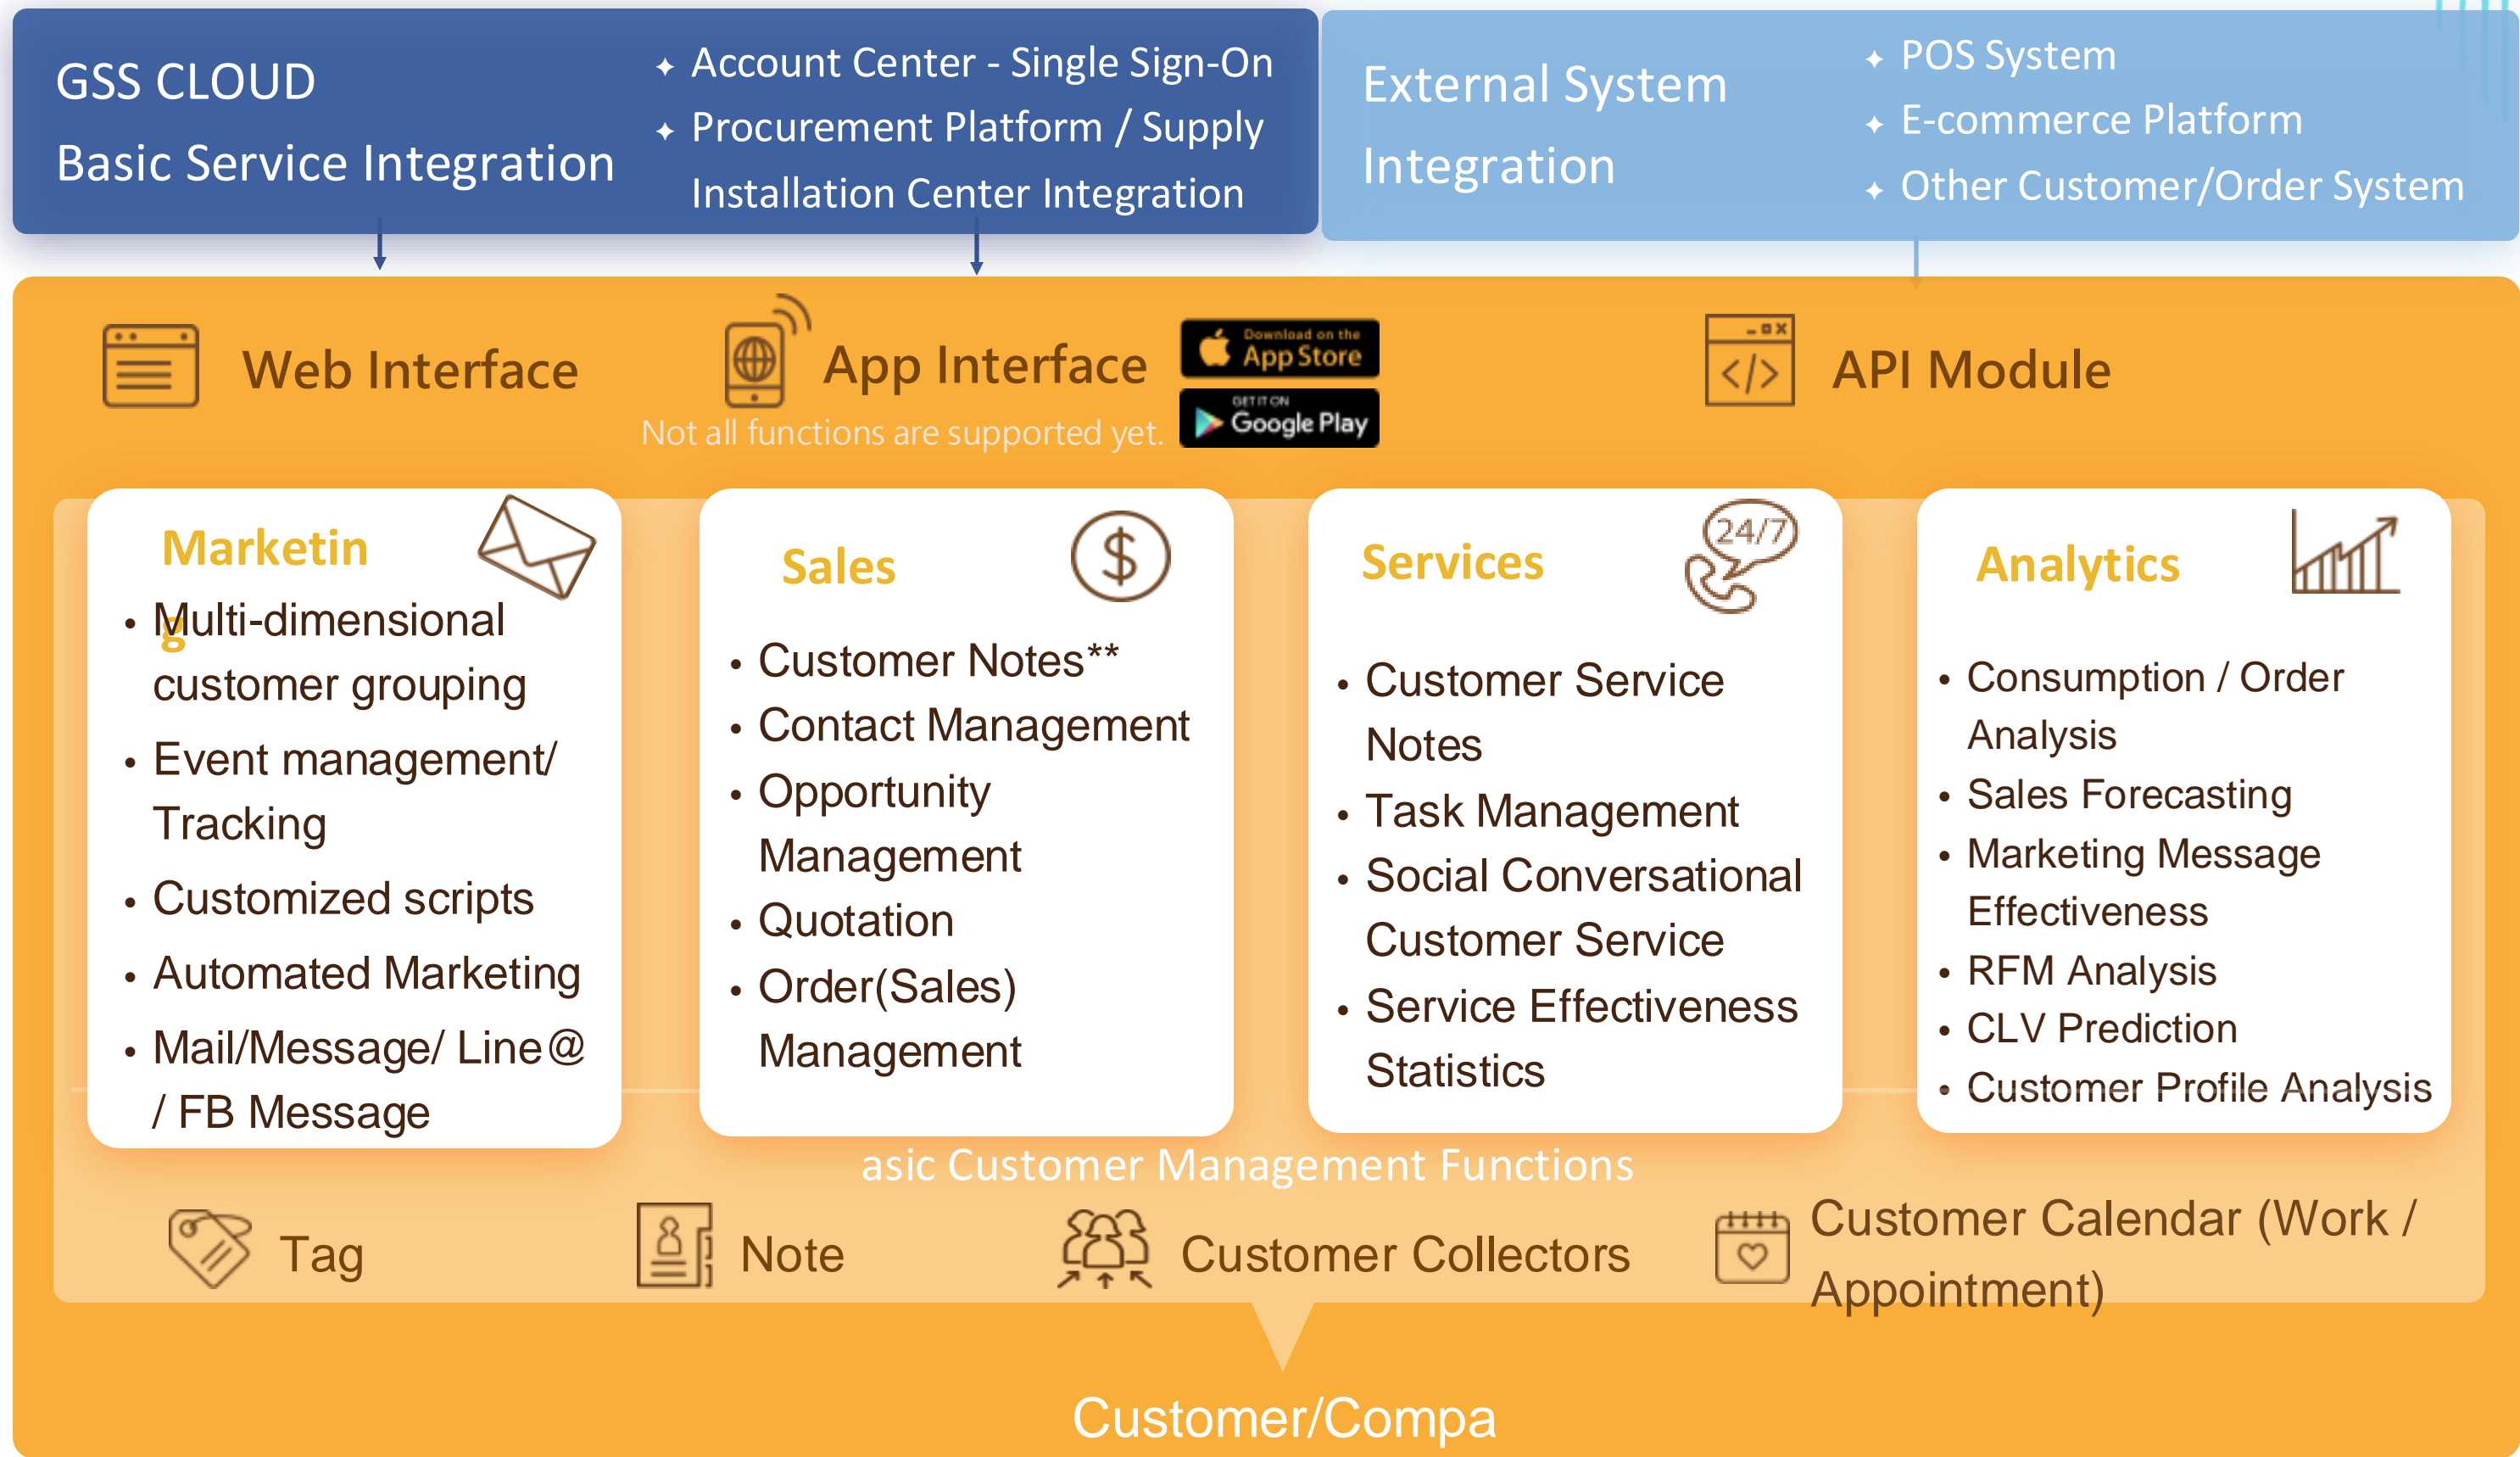 GSS CLOUD
Basic Service Integration
✦ Account Center - Single Sign-On
✦ Procurement Platform / Supply
Installation Center Integration
External System
Integration
✦ POS System
✦ E-commerce Platform
✦ Other Customer/Order System
Web Interface
App Interface
Not all functions are supported yet.
Download on the
App Store
GET IT ON
Google Play
API Module
Marketin
g
• Multi-dimensional
customer grouping
• Event management/
Tracking
• Customized scripts
• Automated Marketing
• Mail/Message/ Line@
/ FB Message
Sales
$
• Customer Notes**
• Contact Management
• Opportunity
Management
• Quotation
• Order(Sales)
Management
Services
24/7
• Customer Service
Notes
• Task Management
• Social Conversational
Customer Service
• Service Effectiveness
Statistics
Analytics
• Consumption / Order
Analysis
• Sales Forecasting
• Marketing Message
Effectiveness
• RFM Analysis
• CLV Prediction
• Customer Profile Analysis
asic Customer Management Functions
Tag
Note
Customer Collectors
Customer Calendar (Work /
Appointment)
Customer/Compa